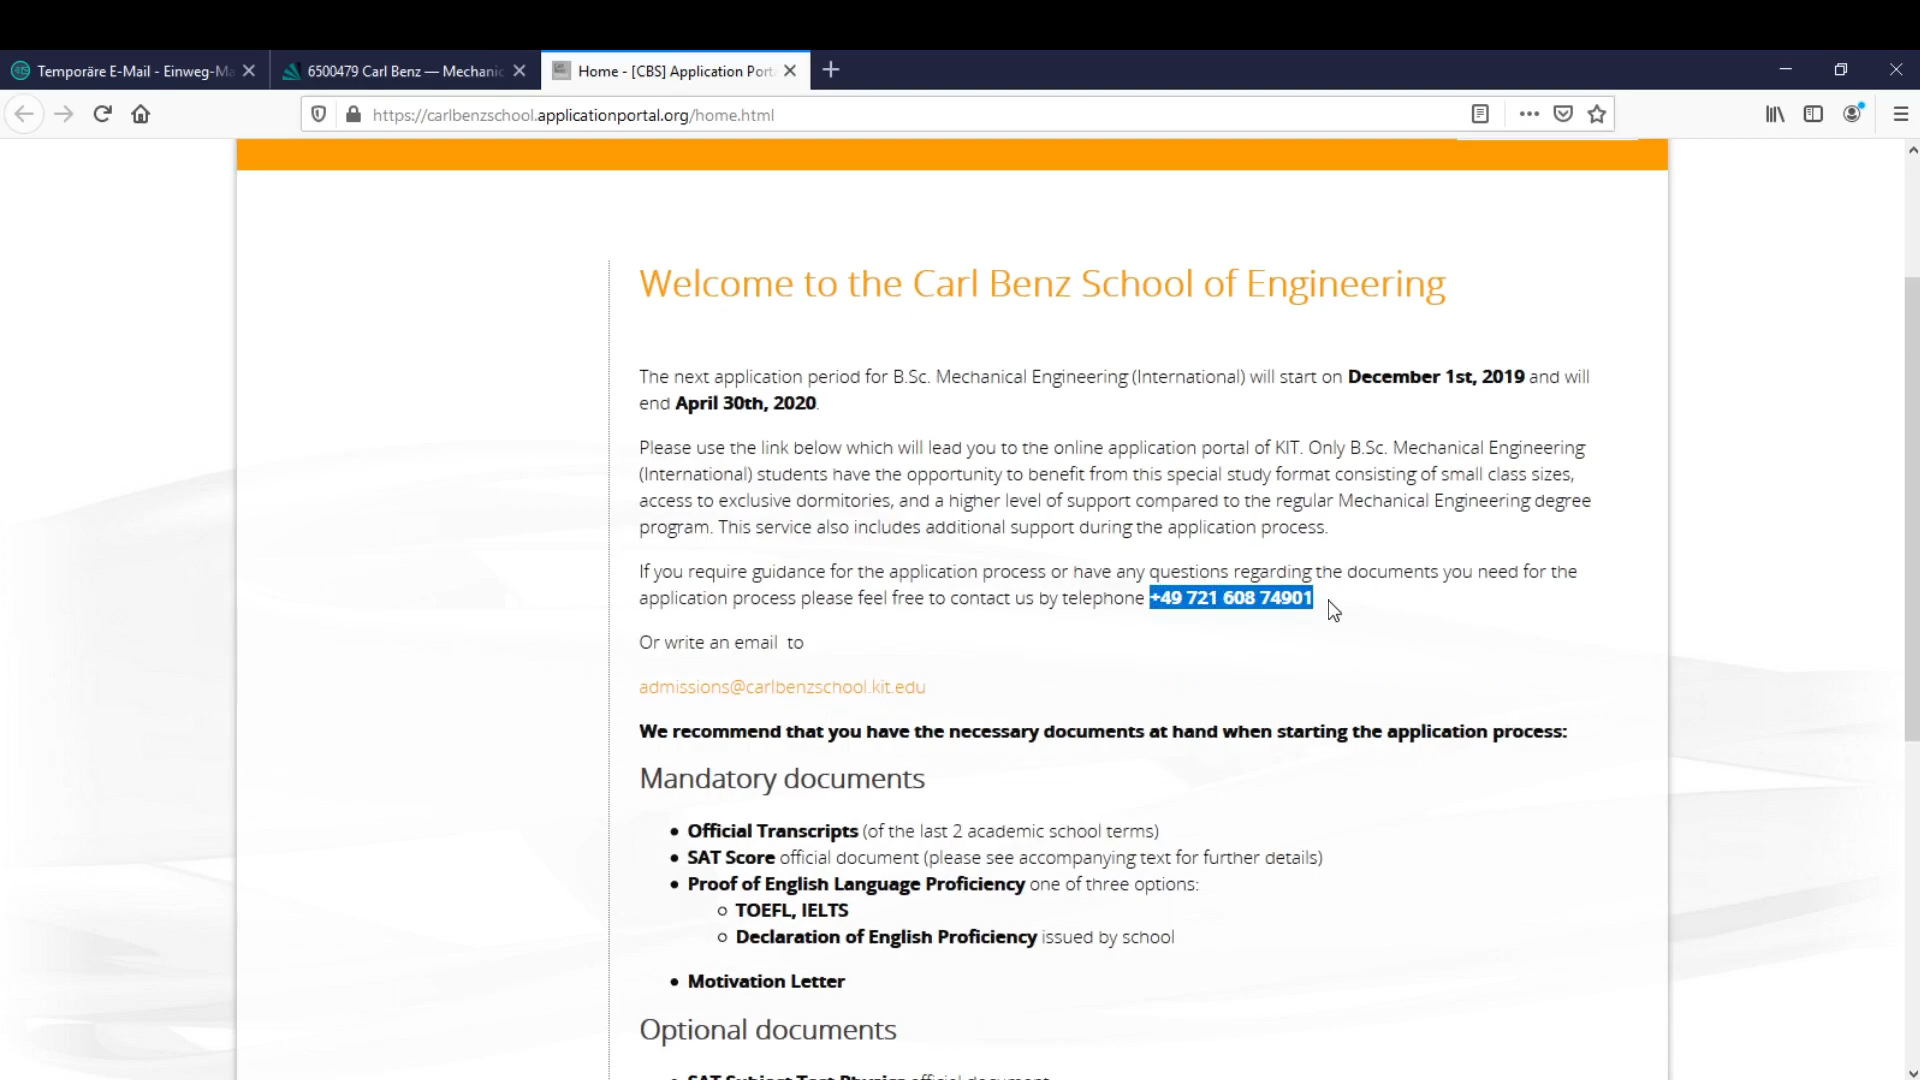 Temporäre E-Mail - Einweg-Ma
6500479 Carl Benz — Mechanic
Home - [CBS] Application Porta
https://carlbenzschool.applicationportal.org/home.html
Welcome to the Carl Benz School of Engineering
The next application period for B.Sc. Mechanical Engineering (International) will start on December 1st, 2019 and will
end April 30th, 2020.
Please use the link below which will lead you to the online application portal of KIT. Only B.Sc. Mechanical Engineering
(International) students have the opportunity to benefit from this special study format consisting of small class sizes,
access to exclusive dormitories, and a higher level of support compared to the regular Mechanical Engineering degree
program. This service also includes additional support during the application process.
If you require guidance for the application process or have any questions regarding the documents you need for the
application process please feel free to contact us by telephone +49 721 608 74901
Or write an email to
admissions@carlbenzschool.kit.edu
We recommend that you have the necessary documents at hand when starting the application process:
Mandatory documents
• Official Transcripts (of the last 2 academic school terms)
• SAT Score official document (please see accompanying text for further details)
• Proof of English Language Proficiency one of three options:
○ TOEFL, IELTS
○ Declaration of English Proficiency issued by school
• Motivation Letter
Optional documents
• SAT Subject Test Physics official document